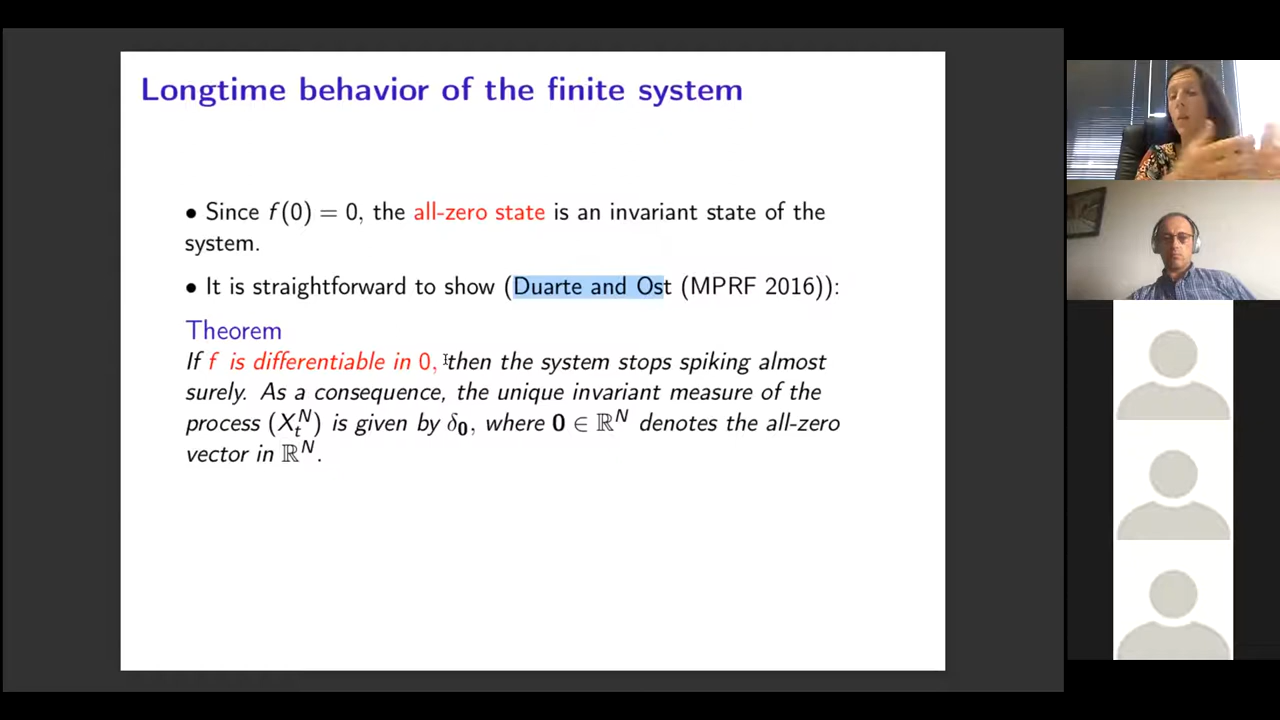 Longtime behavior of the finite system
• Since f(0) = 0, the all-zero state is an invariant state of the
system.
• It is straightforward to show (Duarte and Ost (MPRF 2016)):
Theorem
If f is differentiable in 0, then the system stops spiking almost
surely. As a consequence, the unique invariant measure of the
process (X_t^N) is given by δ_𝟎, where 𝟎 ∈ ℝ^N denotes the all-zero
vector in ℝ^N.